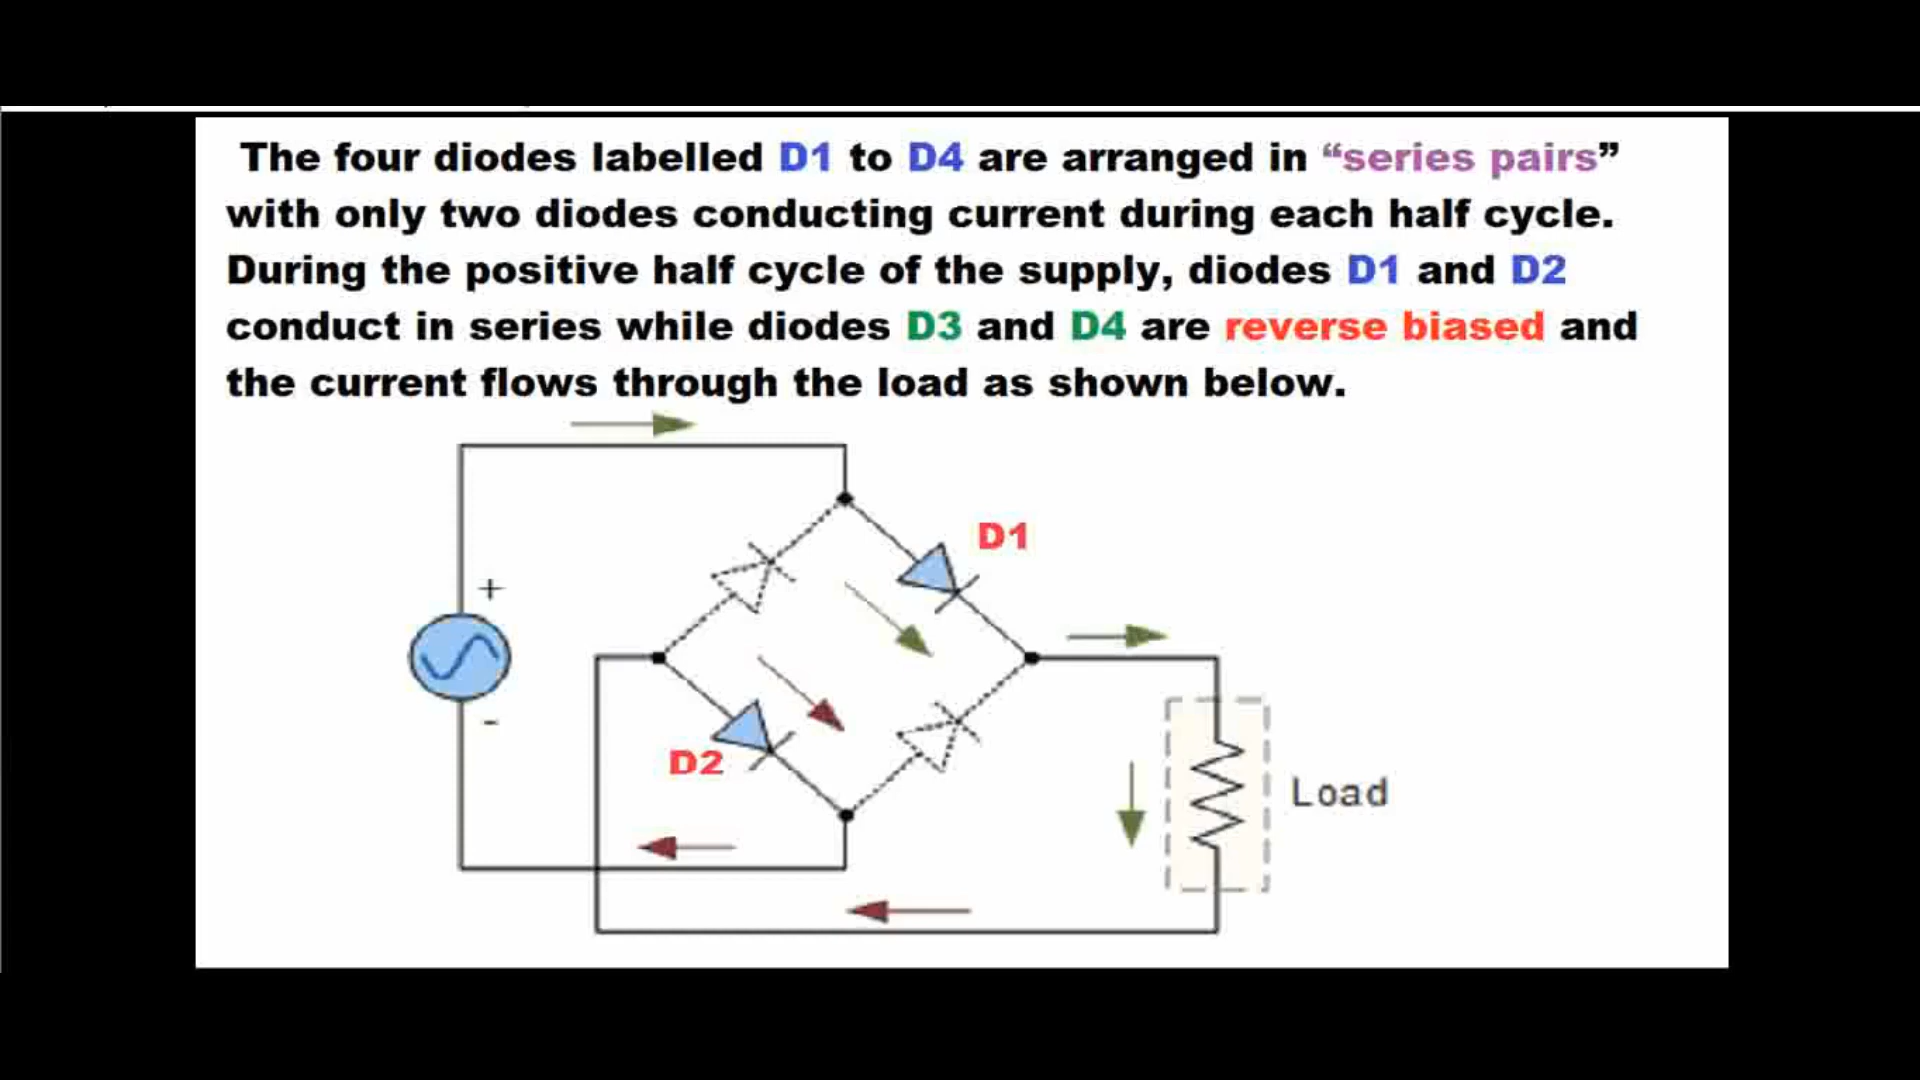 The four diodes labelled D1 to D4 are arranged in “series pairs”
with only two diodes conducting current during each half cycle.
During the positive half cycle of the supply, diodes D1 and D2
conduct in series while diodes D3 and D4 are reverse biased and
the current flows through the load as shown below.
D1
+
-
D2
Load